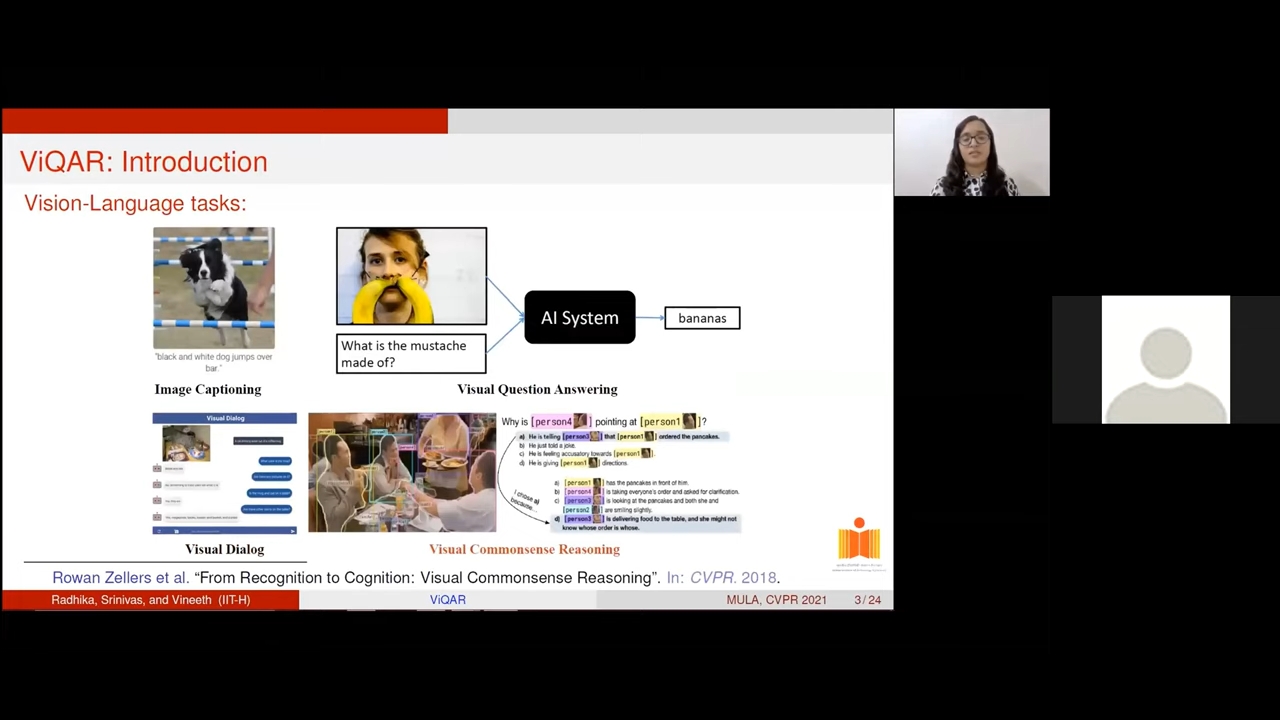 ViQAR: Introduction
Vision-Language tasks:
"black and white dog jumps over
bar."
Image Captioning
What is the mustache
made of?
AI System
bananas
Visual Question Answering
Visual Dialog
Visual Dialog
Why is [person4] pointing at [person1]?
a) He is telling [person3] that [person1] ordered the pancakes.
b) He just told a joke.
c) He is feeling accusatory towards [person1].
d) He is giving [person1] directions.
I chose a)
because...
a) [person1] has the pancakes in front of him.
b) [person4] is taking everyone's order and asked for clarification.
c) [person3] is looking at the pancakes and both she and
[person2] are smiling slightly.
d) [person3] is delivering food to the table, and she might not
know whose order is whose.
Visual Commonsense Reasoning
Rowan Zellers et al. “From Recognition to Cognition: Visual Commonsense Reasoning”. In: CVPR. 2018.
Radhika, Srinivas, and Vineeth (IIT-H)
ViQAR
MULA, CVPR 2021
3 / 24